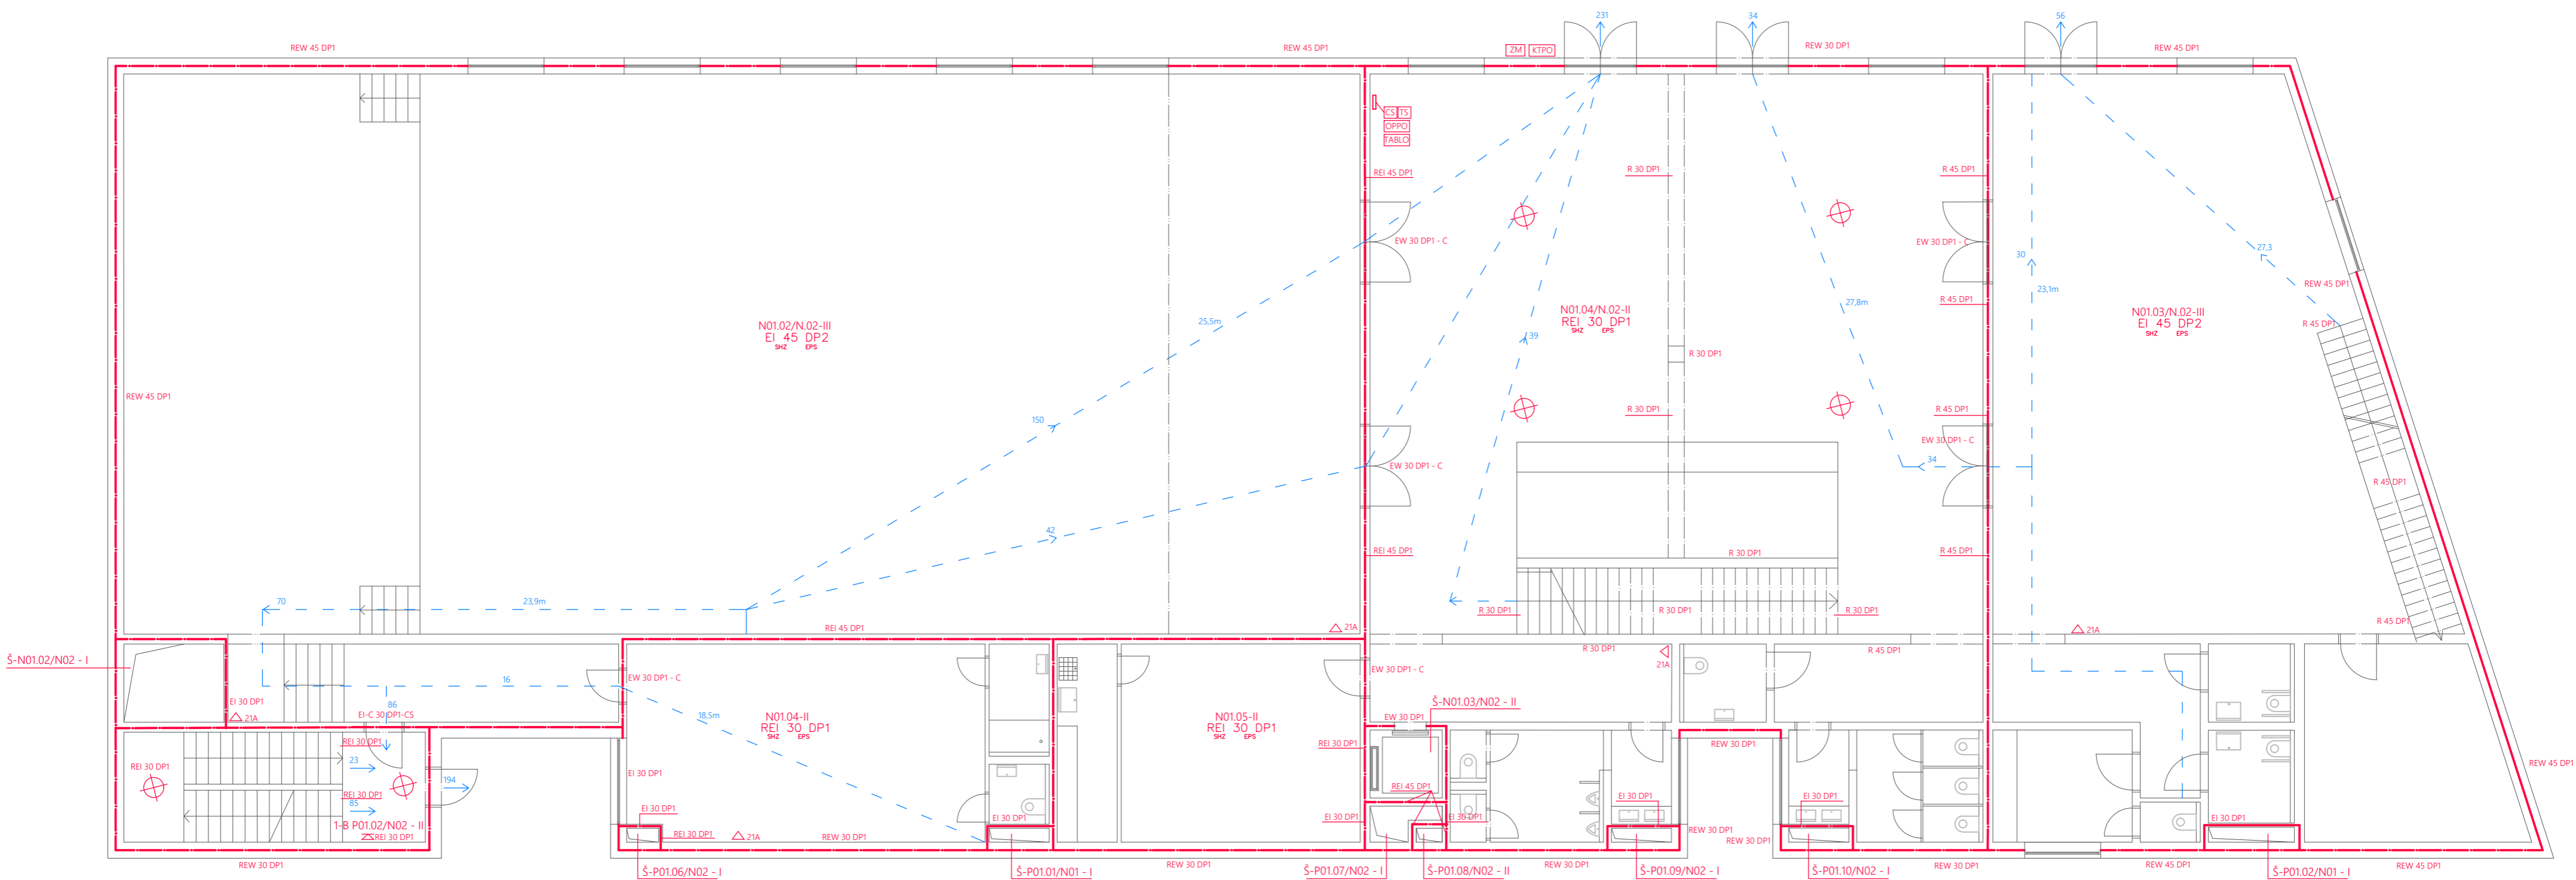 231
34
56
REW 45 DP1
REW 45 DP1
ZM KTPO
REW 30 DP1
REW 45 DP1
CS TS
OPPO
TABLO
REI 45 DP1
R 30 DP1
R 45 DP1
EW 30 DP1 - C
EW 30 DP1 - C
27,3
30
23,1m
REW 45 DP1
R 45 DP1
27,8m
N01.02/N.02-III
EI 45 DP2
SHZ EPS
25,5m
N01.04/N.02-II
REI 30 DP1
SHZ EPS
39
N01.03/N.02-III
EI 45 DP2
SHZ EPS
R 45 DP1
R 30 DP1
REW 45 DP1
150
R 30 DP1
R 45 DP1
EW 30 DP1 - C
EW 30 DP1 - C
34
R 45 DP1
42
REI 45 DP1
R 30 DP1
R 45 DP1
70
23,9m
R 30 DP1
R 30 DP1
R 30 DP1
REI 45 DP1
21A
21A
R 45 DP1
Š-N01.02/N02 - I
R 30 DP1
21A
R 45 DP1
16
EW 30 DP1 - C
EW 30 DP1 - C
EI 30 DP1
86
EI-C 30 DP1-CS
21A
18,5m
N01.04-II
REI 30 DP1
SHZ EPS
N01.05-II
REI 30 DP1
SHZ EPS
Š-N01.03/N02 - II
EW 30 DP1
REI 30 DP1
REI 30 DP1
REW 30 DP1
REI 30 DP1
23
194
EI 30 DP1
REW 45 DP1
REI 30 DP1
85
REI 45 DP1
EI 30 DP1
EI 30 DP1
EI 30 DP1
EI 30 DP1
EI 30 DP1
EI 30 DP1
EI 30 DP1
1-B P01.02/N02 - II
REI 30 DP1
REI 30 DP1
21A
REW 30 DP1
REW 30 DP1
REW 30 DP1
REW 30 DP1
REW 30 DP1
REW 30 DP1
REW 30 DP1
REW 45 DP1
REW 45 DP1
Š-P01.06/N02 - I
Š-P01.01/N01 - I
Š-P01.07/N02 - I
Š-P01.08/N02 - II
Š-P01.09/N02 - I
Š-P01.10/N02 - I
Š-P01.02/N01 - I